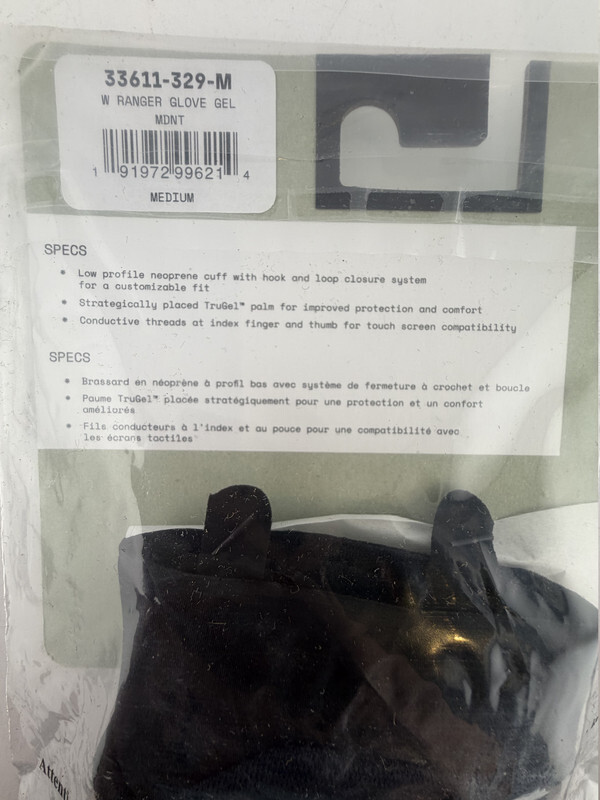 33611-329-M
W RANGER GLOVE GEL
MDNT
1 91972 99621 4
MEDIUM
SPECS
• Low profile neoprene cuff with hook and loop closure system
for a customizable fit
• Strategically placed TruGel™ palm for improved protection and comfort
• Conductive threads at index finger and thumb for touch screen compatibility
SPECS
• Brassard en néoprène à profil bas avec système de fermeture à crochet et boucle
• Paume TruGel™ placée stratégiquement pour une protection et un confort
améliorés
• Fils conducteurs à l'index et au pouce pour une compatibilité avec
les écrans tactiles